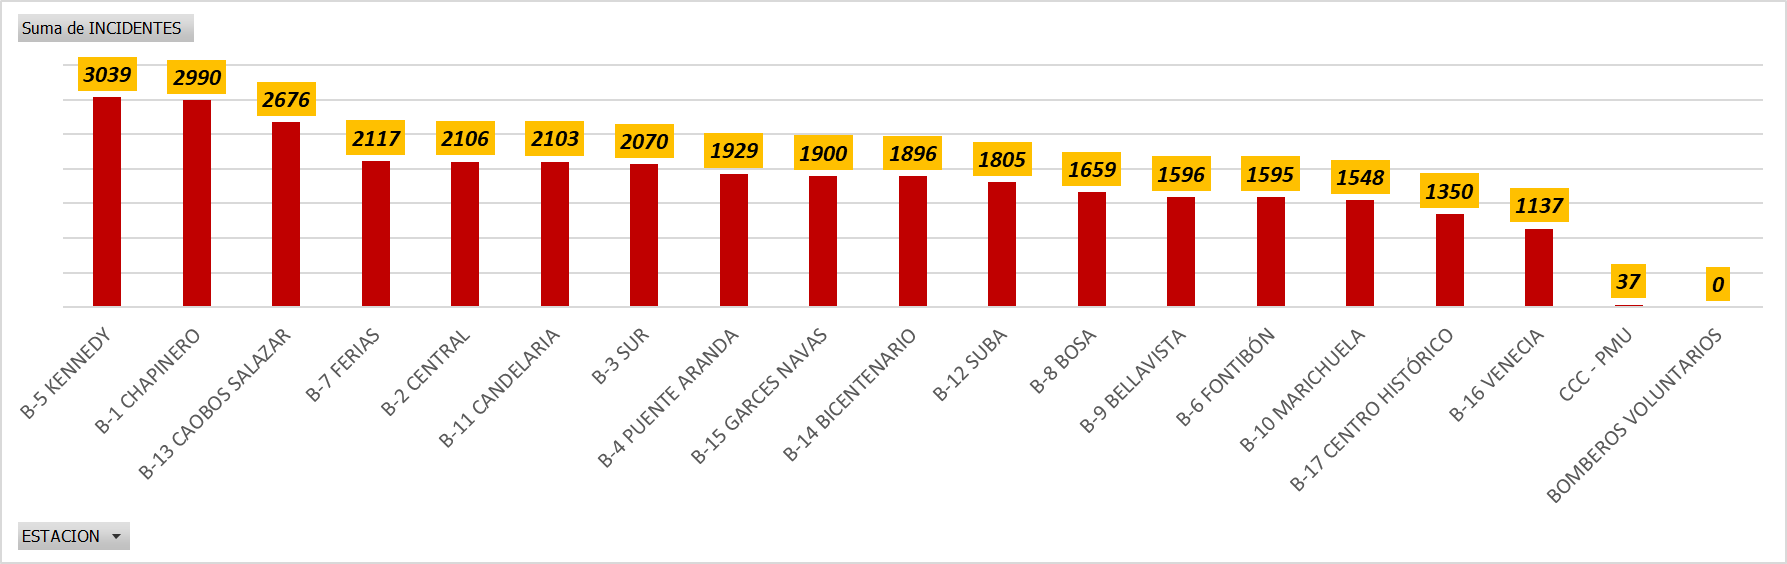 Suma de INCIDENTES
3039
2990
2676
2117
2106
2103
2070
1929
1900
1896
1805
1659
1596
1595
1548
1350
1137
37
0
B-5 KENNEDY
B-1 CHAPINERO
B-13 CAOBOS SALAZAR
B-7 FERIAS
B-2 CENTRAL
B-11 CANDELARIA
B-3 SUR
B-4 PUENTE ARANDA
B-15 GARCES NAVAS
B-14 BICENTENARIO
B-12 SUBA
B-8 BOSA
B-9 BELLAVISTA
B-6 FONTIBÓN
B-10 MARICHUELA
B-17 CENTRO HISTÓRICO
B-16 VENECIA
CCC - PMU
BOMBEROS VOLUNTARIOS
ESTACION